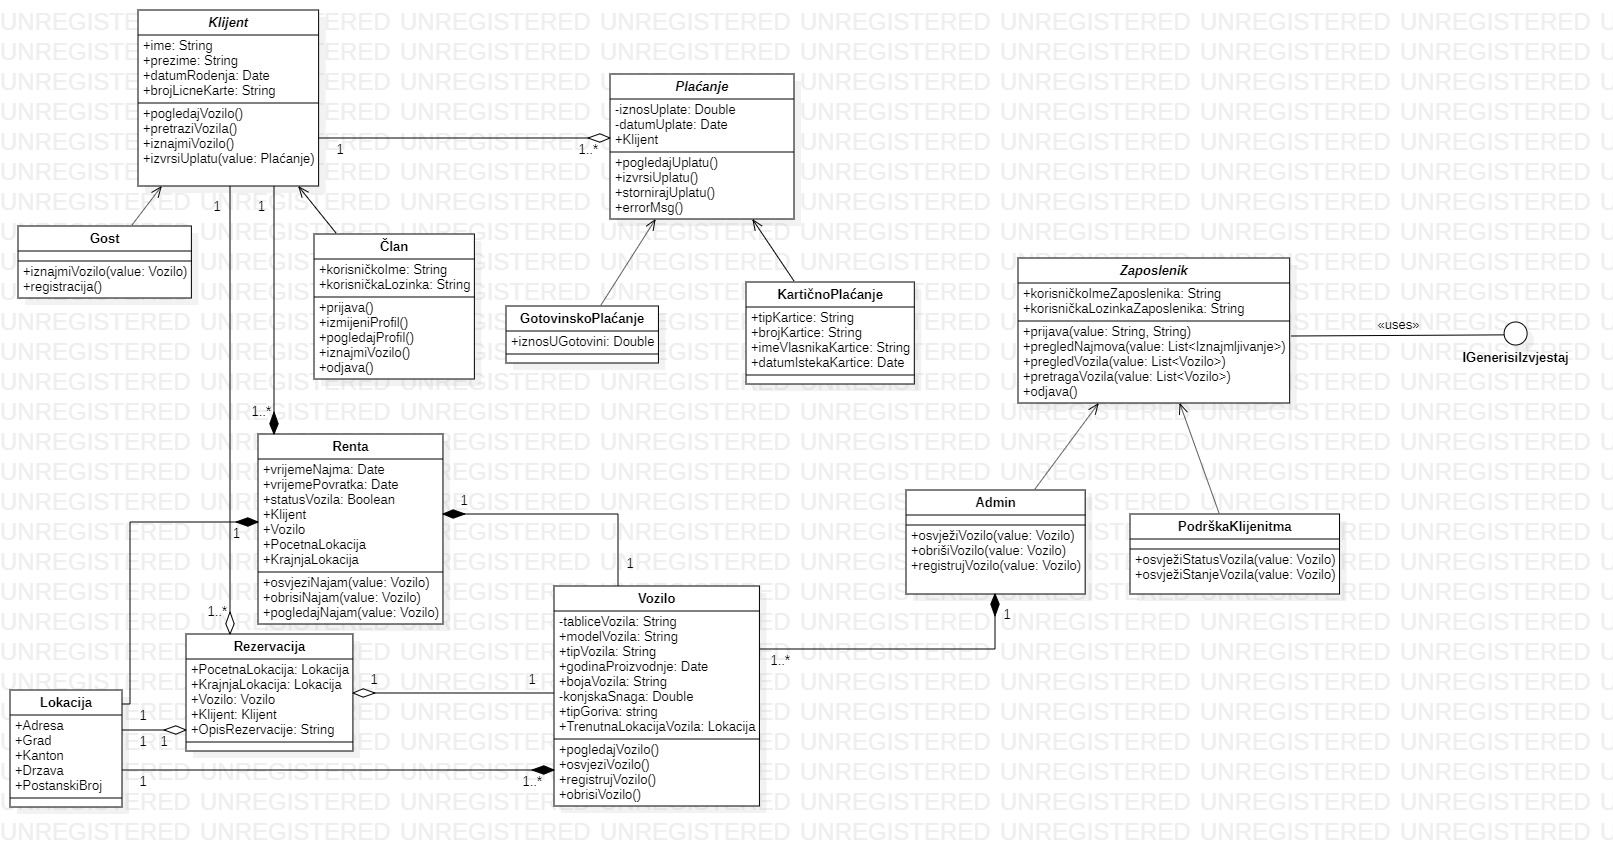 Klijent
+ime: String
+prezime: String
+datumRodenja: Date
+brojLicneKarte: String
+pogledajVozilo()
+pretraziVozila()
+iznajmiVozilo()
+izvrsiUplatu(value: Plaćanje)
1
1..*
Plaćanje
-iznosUplate: Double
-datumUplate: Date
+Klijent
+pogledajUplatu()
+izvrsiUplatu()
+stornirajUplatu()
+errorMsg()
1
1
Gost
+iznajmiVozilo(value: Vozilo)
+registracija()
Član
+korisničkoIme: String
+korisničkaLozinka: String
+prijava()
+izmijeniProfil()
+pogledajProfil()
+iznajmiVozilo()
+odjava()
GotovinskoPlaćanje
+iznosUGotovini: Double
KartičnoPlaćanje
+tipKartice: String
+brojKartice: String
+imeVlasnikaKartice: String
+datumIstekaKartice: Date
Zaposlenik
+korisničkoImeZaposlenika: String
+korisničkaLozinkaZaposlenika: String
+prijava(value: String, String)
+pregledNajmova(value: List<Iznajmljivanje>)
+pregledVozila(value: List<Vozilo>)
+pretragaVozila(value: List<Vozilo>)
+odjava()
«uses»
IGenerisiIzvjestaj
1..*
Renta
+vrijemeNajma: Date
+vrijemePovratka: Date
+statusVozila: Boolean
+Klijent
+Vozilo
+PocetnaLokacija
+KrajnjaLokacija
+osvjeziNajam(value: Vozilo)
+obrisiNajam(value: Vozilo)
+pogledajNajam(value: Vozilo)
1
1
1
Admin
+osvježiVozilo(value: Vozilo)
+obrišiVozilo(value: Vozilo)
+registrujVozilo(value: Vozilo)
PodrškaKlijenitma
+osvježiStatusVozila(value: Vozilo)
+osvježiStanjeVozila(value: Vozilo)
1
1..*
Vozilo
-tabliceVozila: String
+modelVozila: String
+tipVozila: String
+godinaProizvodnje: Date
+bojaVozila: String
-konjskaSnaga: Double
+tipGoriva: string
+TrenutnaLokacijaVozila: Lokacija
+pogledajVozilo()
+osvjeziVozilo()
+registrujVozilo()
+obrisiVozilo()
1..*
Rezervacija
+PocetnaLokacija: Lokacija
+KrajnjaLokacija: Lokacija
+Vozilo: Vozilo
+Klijent: Klijent
+OpisRezervacije: String
1
1
Lokacija
+Adresa
+Grad
+Kanton
+Drzava
+PostanskiBroj
1
1 1
1
1..*
UNREGISTERED